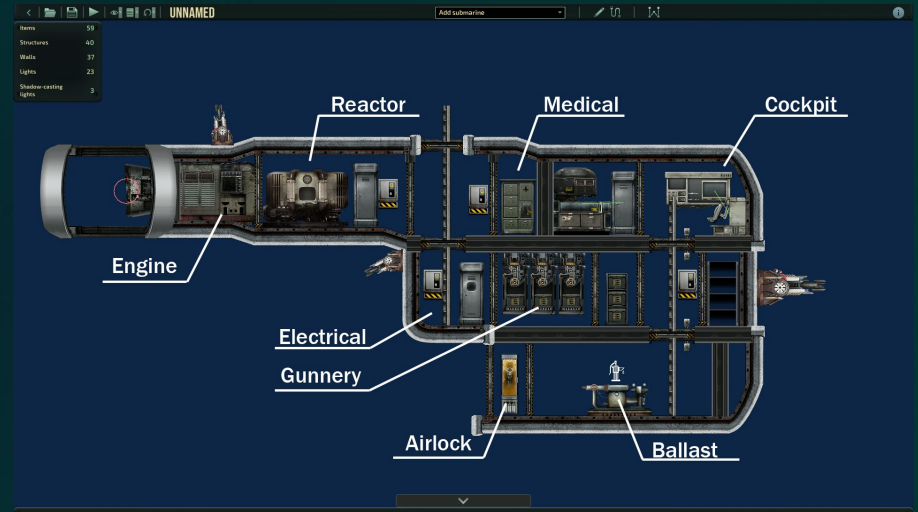 UNNAMED
Add submarine
Items 59
Structures 40
Walls 37
Lights 23
Shadow-casting
lights 3
Reactor
Medical
Cockpit
Engine
Electrical
Gunnery
Airlock
Ballast